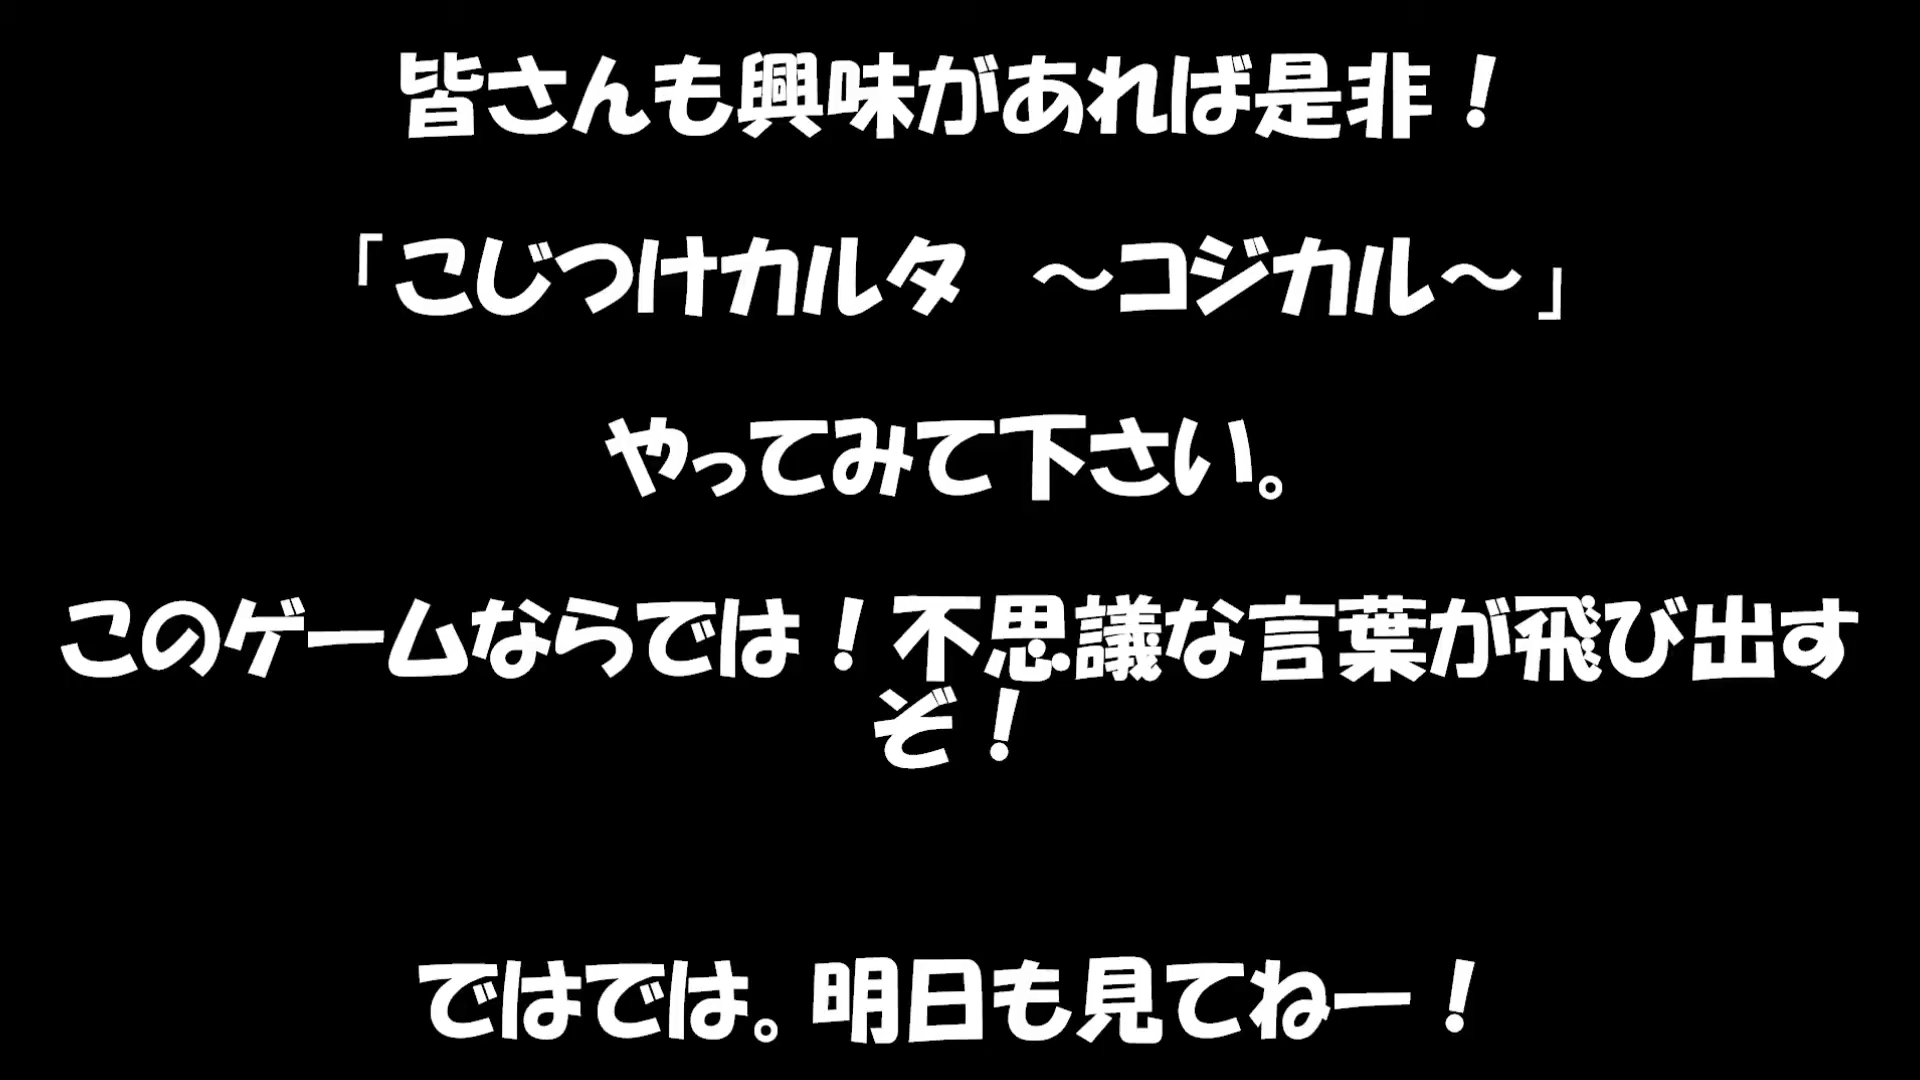 皆さんも興味があれば是非！
「こじつけカルタ　～コジカル～」
やってみて下さい。
このゲームならでは！不思議な言葉が飛び出す
ぞ！
ではでは。明日も見てねー！